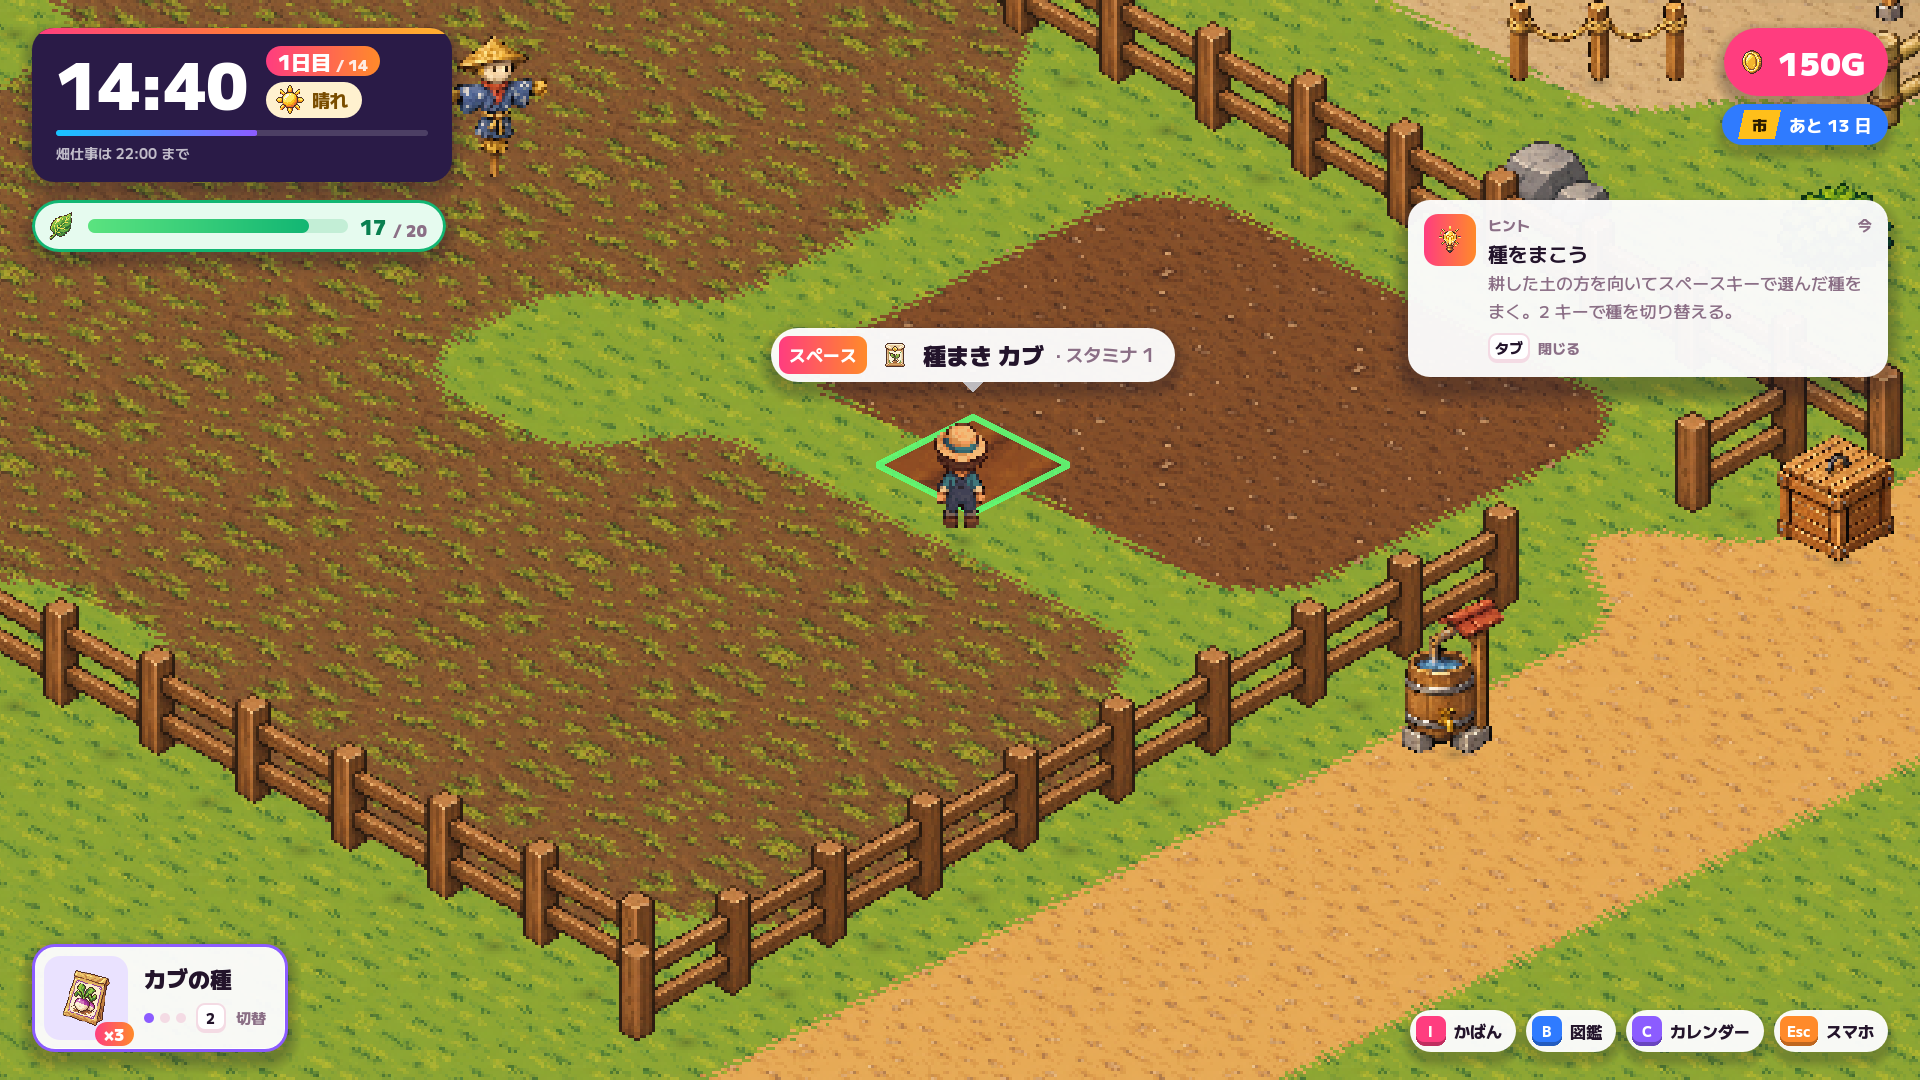 14:40
1日目 / 14
晴れ
畑仕事は 22:00 まで
17 / 20
150G
市 あと 13 日
ヒント
今
種をまこう
耕した土の方を向いてスペースキーで選んだ種を
まく。2 キーで種を切り替える。
タブ 閉じる
スペース 種まき カブ · スタミナ 1
カブの種
×3
2 切替
I かばん
B 図鑑
C カレンダー
Esc スマホ